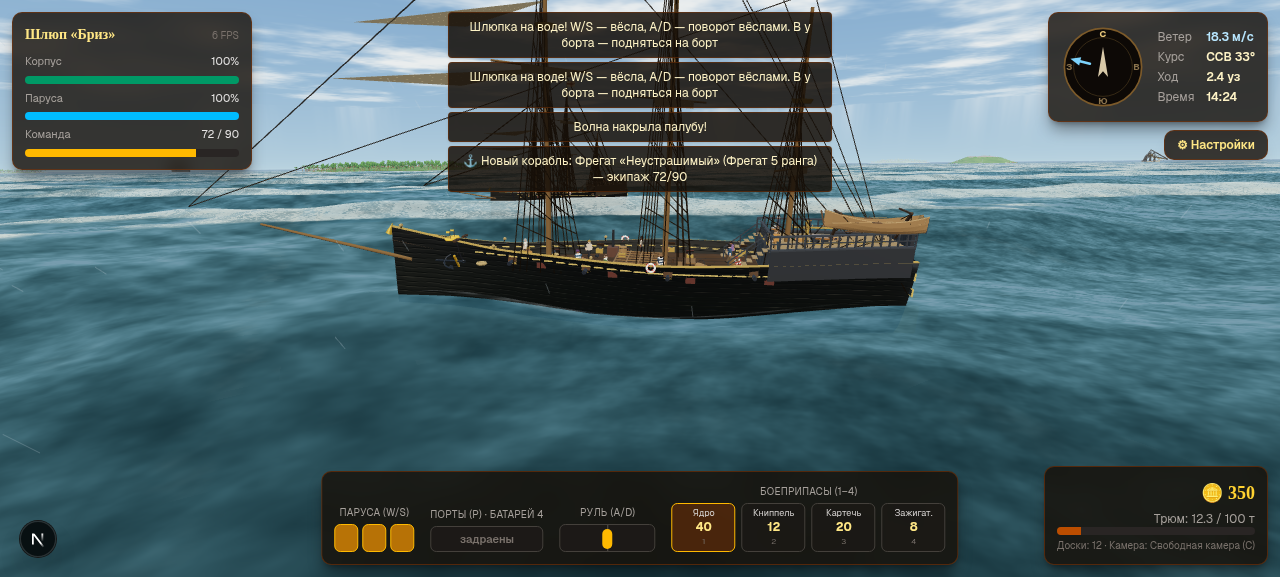 Шлюп «Бриз»
6 FPS
Корпус 100%
Паруса 100%
Команда 72 / 90
Шлюпка на воде! W/S — вёсла, A/D — поворот вёслами. В у
борта — подняться на борт
Шлюпка на воде! W/S — вёсла, A/D — поворот вёслами. В у
борта — подняться на борт
Волна накрыла палубу!
⚓ Новый корабль: Фрегат «Неустрашимый» (Фрегат 5 ранга)
— экипаж 72/90
С
З
В
Ю
Ветер 18.3 м/с
Курс ССВ 33°
Ход 2.4 уз
Время 14:24
⚙ Настройки
ПАРУСА (W/S)
ПОРТЫ (P) · БАТАРЕЙ 4
задраены
РУЛЬ (A/D)
БОЕПРИПАСЫ (1–4)
Ядро
40
1
Книппель
12
2
Картечь
20
3
Зажигат.
8
4
🪙 350
Трюм: 12.3 / 100 т
Доски: 12 · Камера: Свободная камера (C)
N